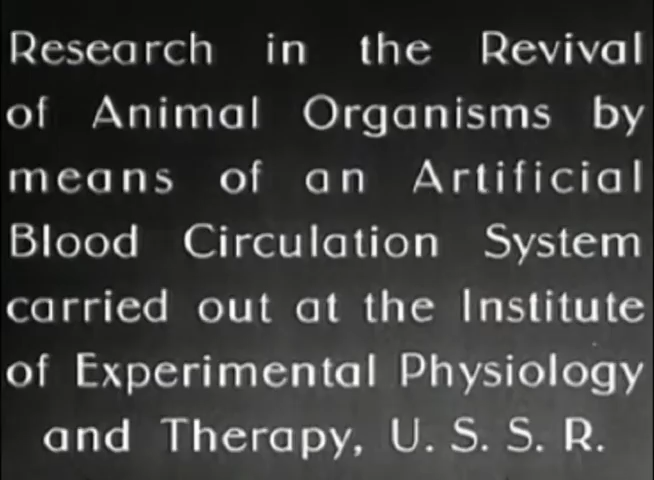 Research in the Revival
of Animal Organisms by
means of an Artificial
Blood Circulation System
carried out at the Institute
of Experimental Physiology
and Therapy, U. S. S. R.